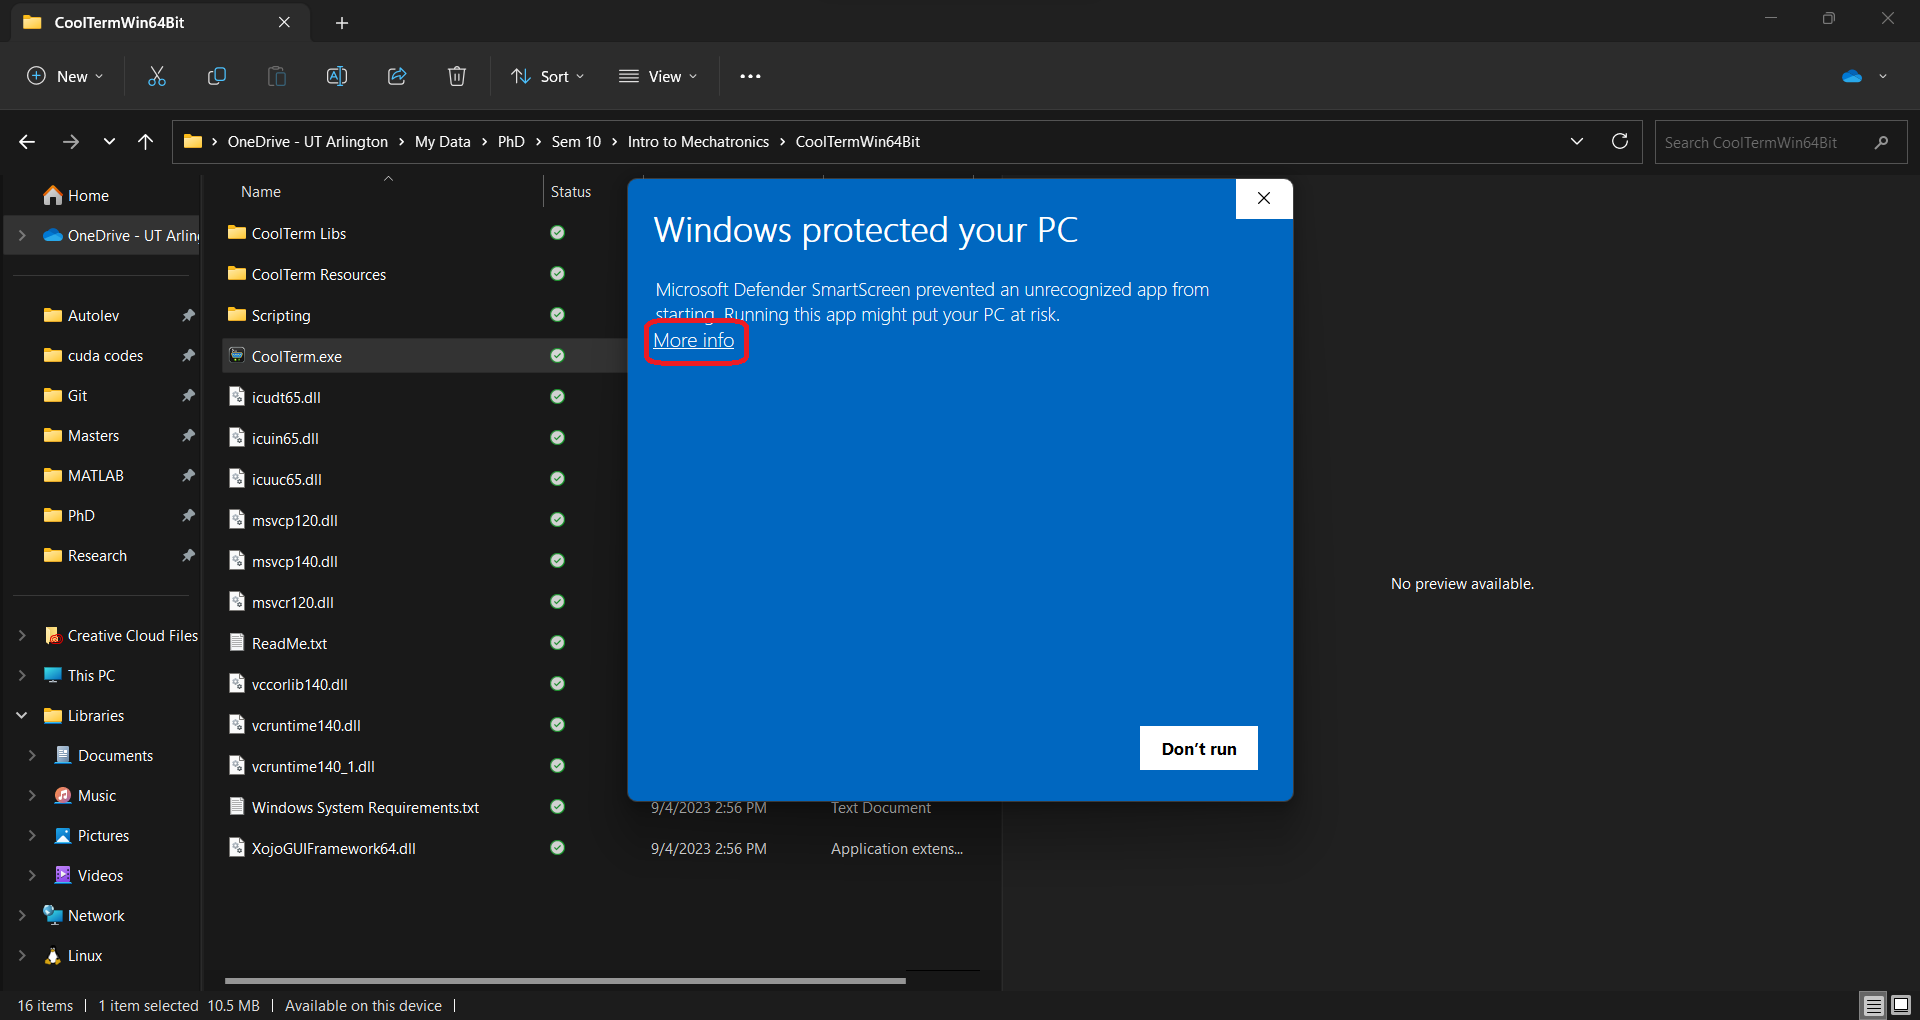 CoolTermWin64Bit
New
Sort
View
OneDrive - UT Arlington > My Data > PhD > Sem 10 > Intro to Mechatronics > CoolTermWin64Bit
Search CoolTermWin64Bit
Home
OneDrive - UT Arlin
Autolev
cuda codes
Git
Masters
MATLAB
PhD
Research
Creative Cloud Files
This PC
Libraries
Documents
Music
Pictures
Videos
Network
Linux
Name
Status
CoolTerm Libs
CoolTerm Resources
Scripting
CoolTerm.exe
icudt65.dll
icuin65.dll
icuuc65.dll
msvcp120.dll
msvcp140.dll
msvcr120.dll
ReadMe.txt
vccorlib140.dll
vcruntime140.dll
vcruntime140_1.dll
Windows System Requirements.txt 9/4/2023 2:56 PM Text Document
XojoGUIFramework64.dll 9/4/2023 2:56 PM Application extens...
Windows protected your PC
Microsoft Defender SmartScreen prevented an unrecognized app from
starting. Running this app might put your PC at risk.
More info
Don't run
No preview available.
16 items 1 item selected 10.5 MB Available on this device